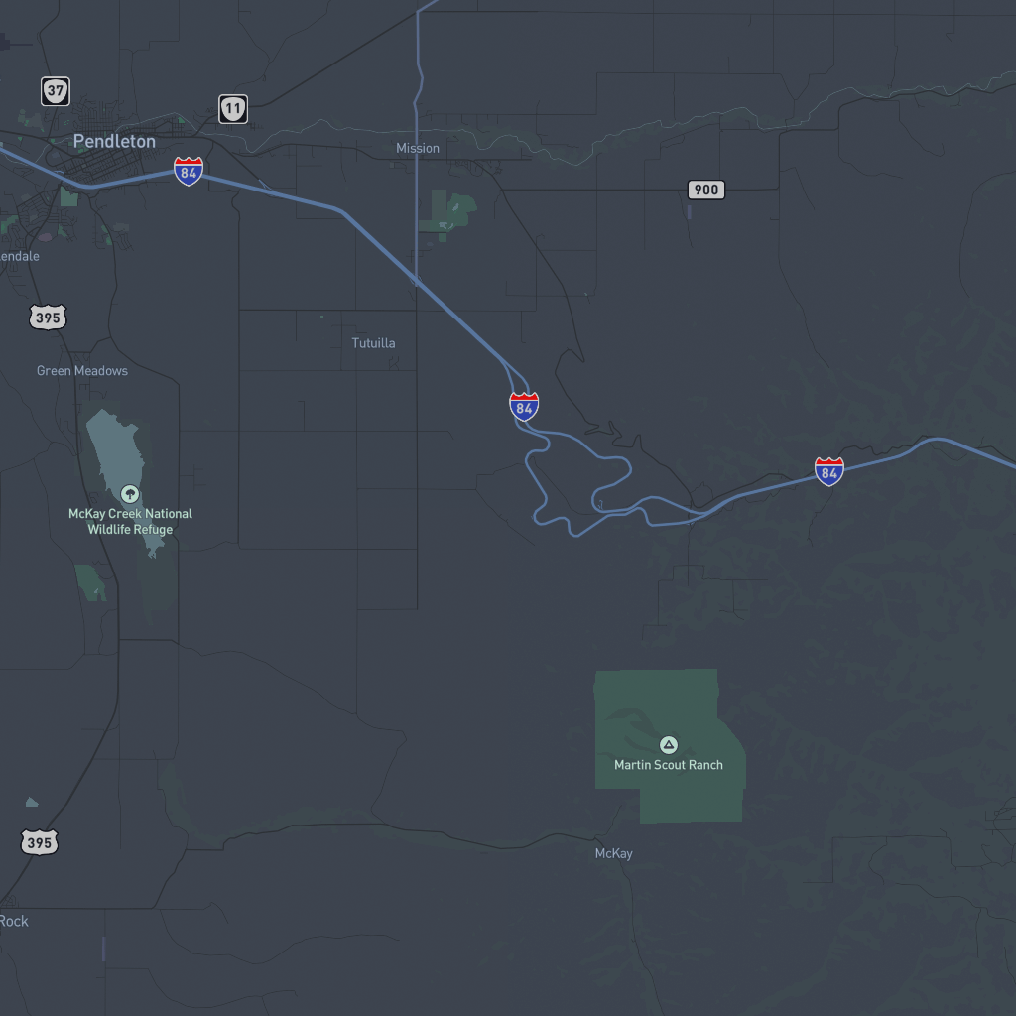 37
11
Pendleton
Mission
84
900
endale
395
Tutuilla
Green Meadows
84
84
McKay Creek National
Wildlife Refuge
Martin Scout Ranch
395
McKay
Rock